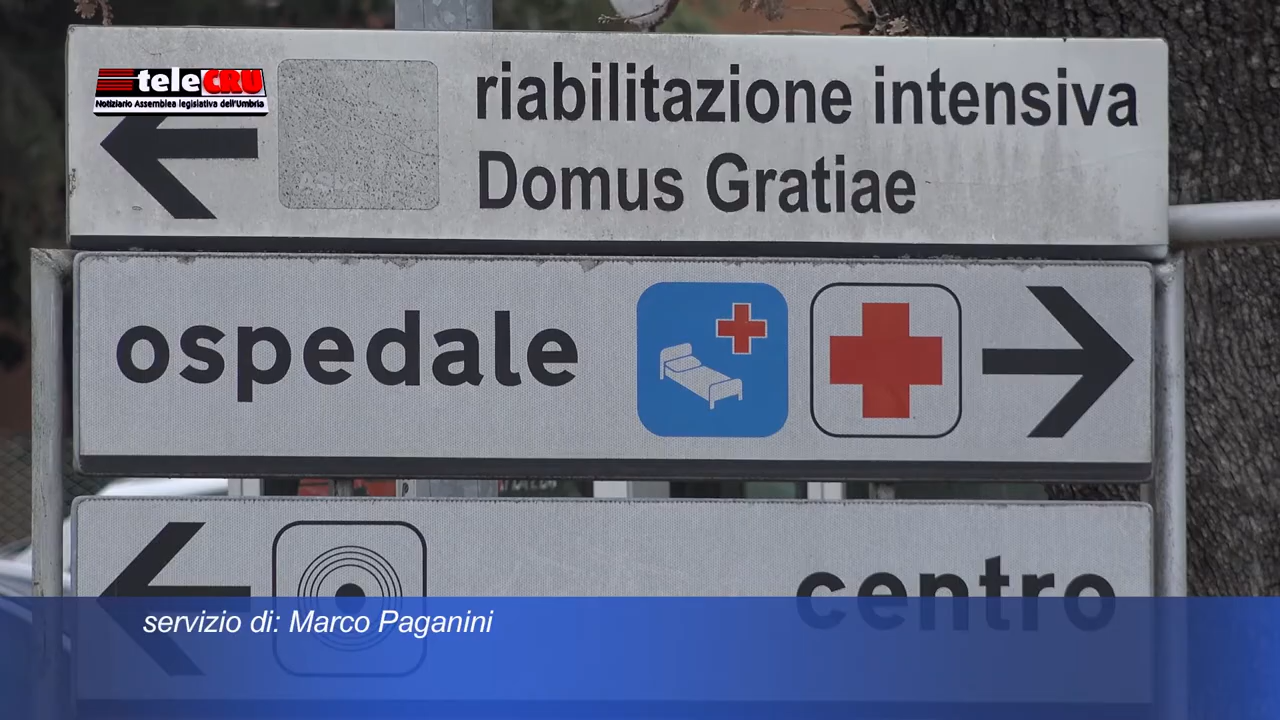 teleCRU
Notiziario Assemblea legislativa dell'Umbria
riabilitazione intensiva
Domus Gratiae
ospedale
centro
servizio di: Marco Paganini